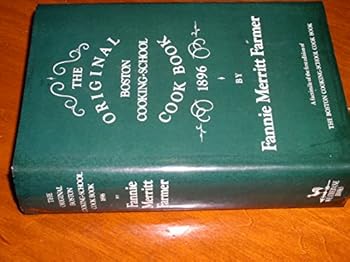 THE
ORIGINAL
BOSTON
COOKING-SCHOOL
COOK BOOK
1896
BY
Fannie Merritt Farmer
A facsimile of the first edition of
THE BOSTON COOKING-SCHOOL COOK BOOK
THE
ORIGINAL
BOSTON
COOKING-SCHOOL
COOK BOOK
1896
BY
Fannie
Merritt
Farmer